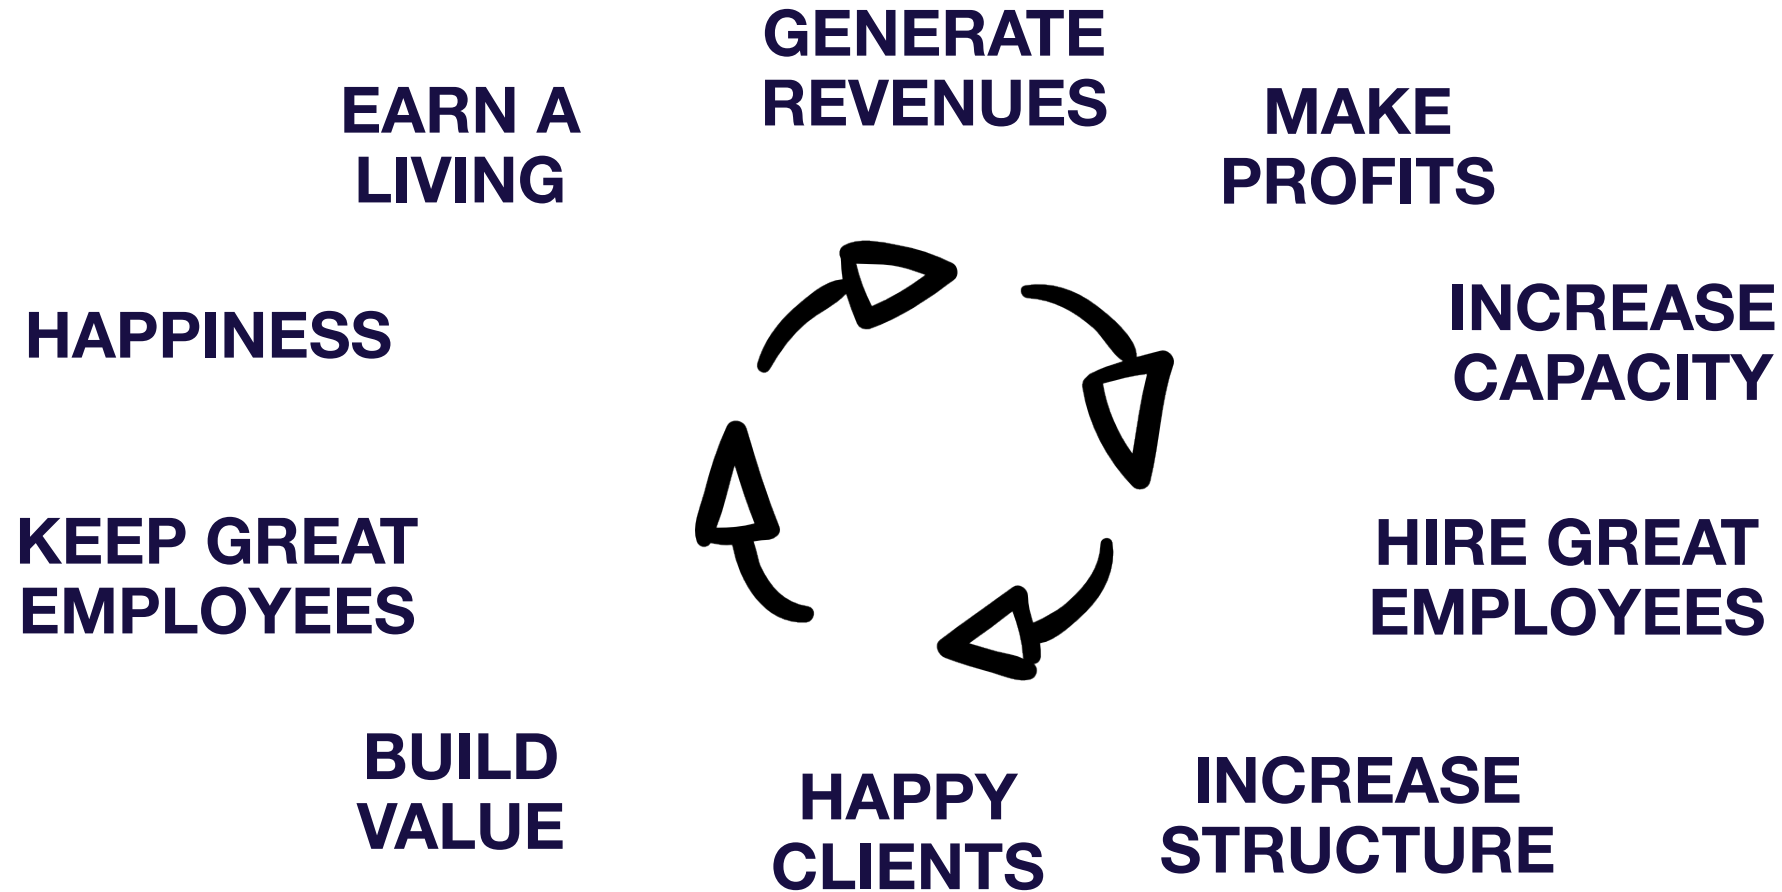 GENERATE
REVENUES
MAKE
PROFITS
INCREASE
CAPACITY
HIRE GREAT
EMPLOYEES
INCREASE
STRUCTURE
HAPPY
CLIENTS
BUILD
VALUE
KEEP GREAT
EMPLOYEES
HAPPINESS
EARN A
LIVING